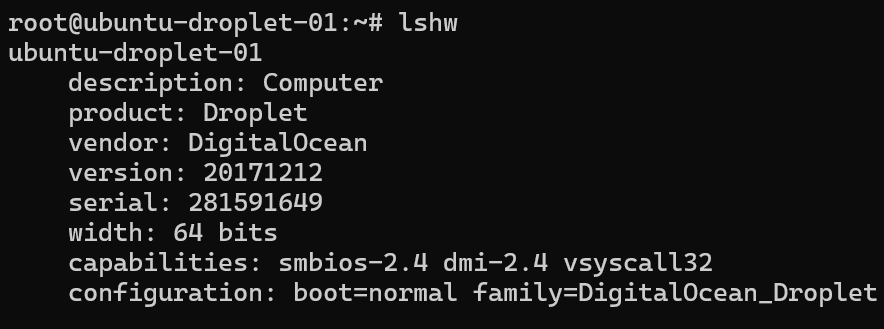 root@ubuntu-droplet-01:~# lshw
ubuntu-droplet-01
    description: Computer
    product: Droplet
    vendor: DigitalOcean
    version: 20171212
    serial: 281591649
    width: 64 bits
    capabilities: smbios-2.4 dmi-2.4 vsyscall32
    configuration: boot=normal family=DigitalOcean_Droplet